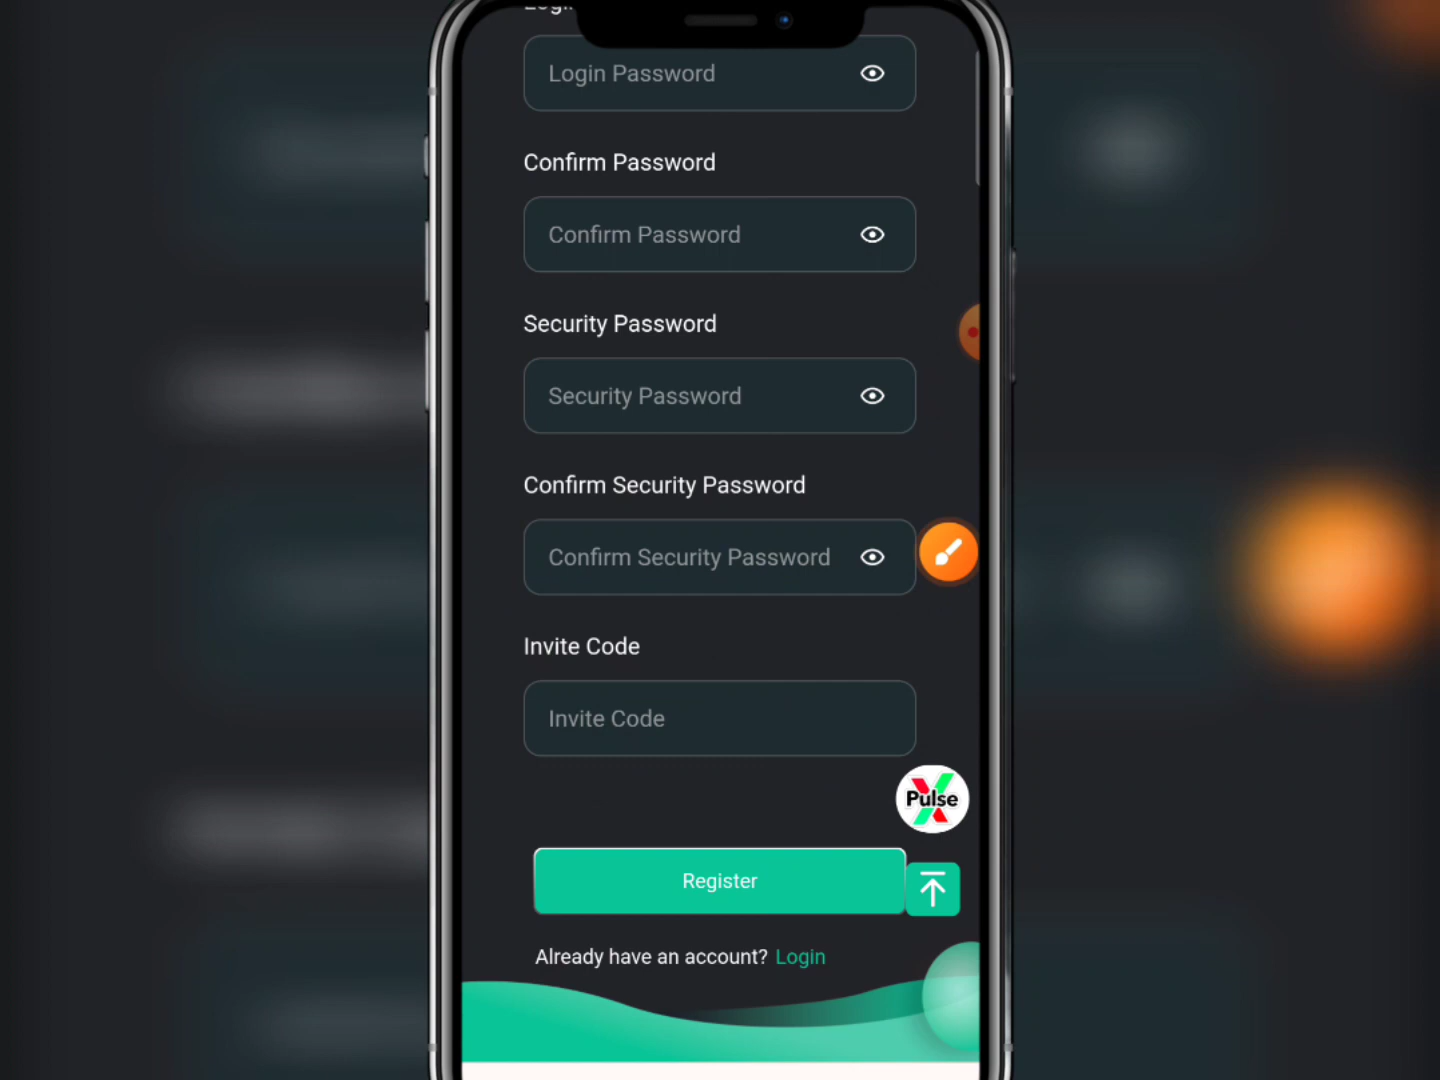 Login Password
Confirm Password
Confirm Password
Security Password
Security Password
Confirm Security Password
Confirm Security Password
Invite Code
Invite Code
Pulse
Register
Already have an account? Login